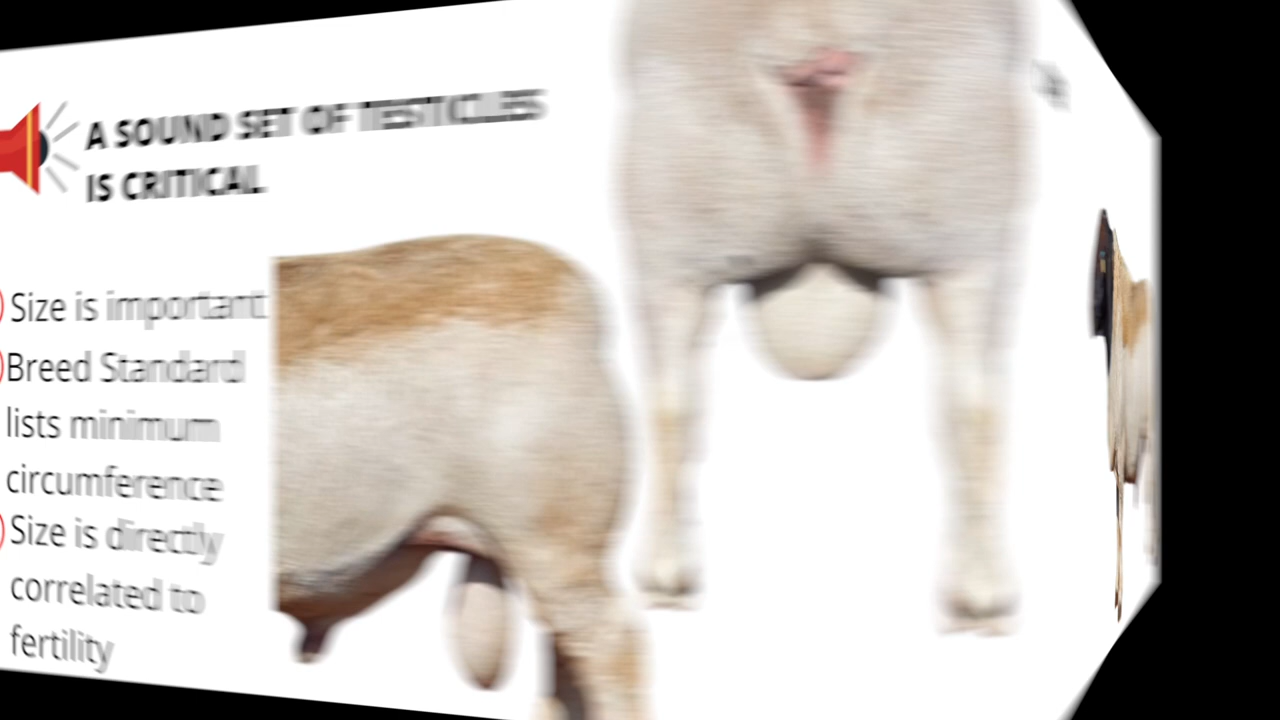 A SOUND SET OF TESTICLES
IS CRITICAL
Size is important
Breed Standard
lists minimum
circumference
Size is directly
correlated to
fertility